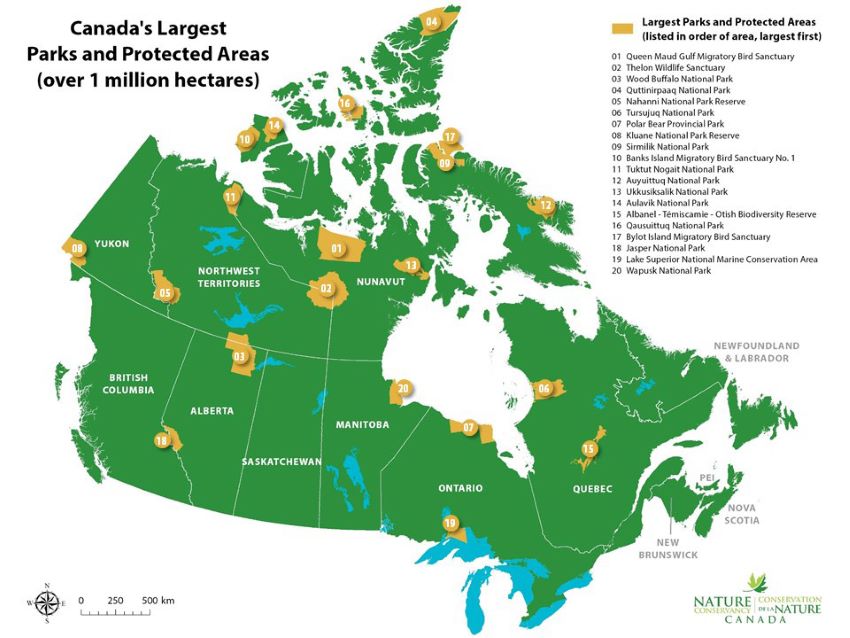 Canada's Largest
Parks and Protected Areas
(over 1 million hectares)
Largest Parks and Protected Areas
(listed in order of area, largest first)
01 Queen Maud Gulf Migratory Bird Sanctuary
02 Thelon Wildlife Sanctuary
03 Wood Buffalo National Park
04 Quttinirpaaq National Park
05 Nahanni National Park Reserve
06 Tursujuq National Park
07 Polar Bear Provincial Park
08 Kluane National Park Reserve
09 Sirmilik National Park
10 Banks Island Migratory Bird Sanctuary No. 1
11 Tuktut Nogait National Park
12 Auyuittuq National Park
13 Ukkusiksalik National Park
14 Aulavik National Park
15 Albanel - Témiscamie - Otish Biodiversity Reserve
16 Qausuittuq National Park
17 Bylot Island Migratory Bird Sanctuary
18 Jasper National Park
19 Lake Superior National Marine Conservation Area
20 Wapusk National Park
04
16
14
10
17
09
11
12
08
YUKON
01
13
NORTHWEST
TERRITORIES
NUNAVUT
05
02
03
NEWFOUNDLAND
& LABRADOR
BRITISH
COLUMBIA
20
06
ALBERTA
MANITOBA
07
18
15
SASKATCHEWAN
ONTARIO
QUEBEC
PEI
NOVA
SCOTIA
19
NEW
BRUNSWICK
N
W E
S
0 250 500 km
NATURE CONSERVATION
CONSERVANCY DE LA NATURE
CANADA